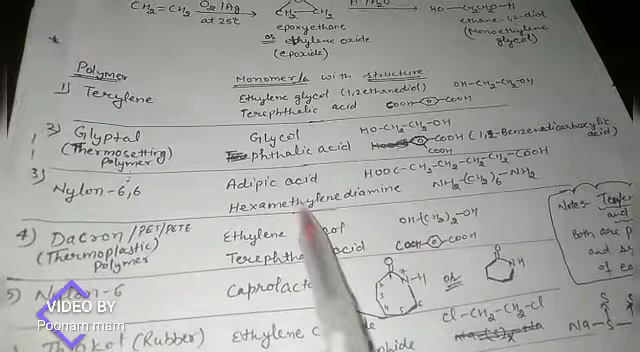 CH₂=CH₂ O₂/Ag at 25℃
epoxyethane
or ethylene oxide
(epoxide)
HO-CH₂CH₂O-H
ethane-1,2-diol
(Monoethylene
glycol)
Polymer Monomer/s with structure
1) Terylene Ethylene glycol (1,2ethanediol) OH-CH₂-CH₂-OH
Terephthalic acid COOH COOH
2) Glyptal Glycol HO-CH₂-CH₂-OH
(Thermosetting phthalic acid COOH (1,2-Benzenedicarboxylic
Polymer) COOH acid)
3) Nylon-6,6 Adipic acid HOOC-CH₂-CH₂-CH₂-CH₂-COOH
Hexamethylenediamine NH₂-(CH₂)₆-NH₂
4) Dacron/PET/PETE Ethylene OH-(CH₂)₂-OH
(Thermoplastic) Terephth acid COOH COOH
Polymer
Note:
and
Both are p
of
5) Nylon-6 Caprolact N-H or NH
VIDEO BY
Poonam mam
(Rubber) Ethylene Cl-CH₂-CH₂-Cl
Na-S- S S